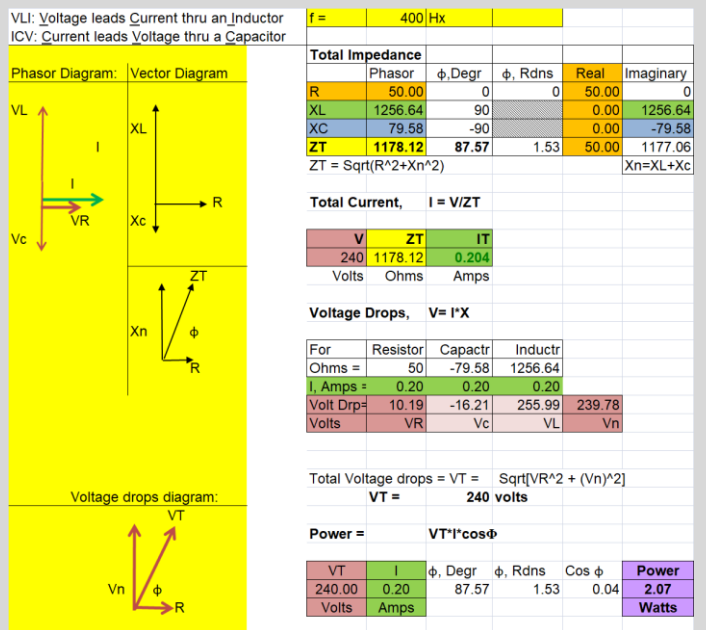 VLI: Voltage leads Current thru an Inductor
f = 400 Hx
ICV: Current leads Voltage thru a Capacitor
Total Impedance
Phasor Diagram: Vector Diagram
Phasor ϕ,Degr ϕ, Rdns Real Imaginary
R 50.00 0 0 50.00 0
XL 1256.64 90 0.00 1256.64
XC 79.58 -90 0.00 -79.58
ZT 1178.12 87.57 1.53 50.00 1177.06
ZT = Sqrt(R^2+Xn^2) Xn=XL+Xc
VL
XL
I
I
VR
R
Xc
Vc
Total Current, I = V/ZT
V ZT IT
240 1178.12 0.204
Volts Ohms Amps
ZT
Xn
ϕ
R
Voltage Drops, V= I*X
For Resistor Capactr Inductr
Ohms = 50 -79.58 1256.64
I, Amps = 0.20 0.20 0.20
Volt Drp= 10.19 -16.21 255.99 239.78
Volts VR Vc VL Vn
Total Voltage drops = VT = Sqrt[VR^2 + (Vn)^2]
VT = 240 volts
Voltage drops diagram:
VT
Vn
ϕ
R
Power = VT*I*cosΦ
VT I ϕ, Degr ϕ, Rdns Cos ϕ Power
240.00 0.20 87.57 1.53 0.04 2.07
Volts Amps Watts